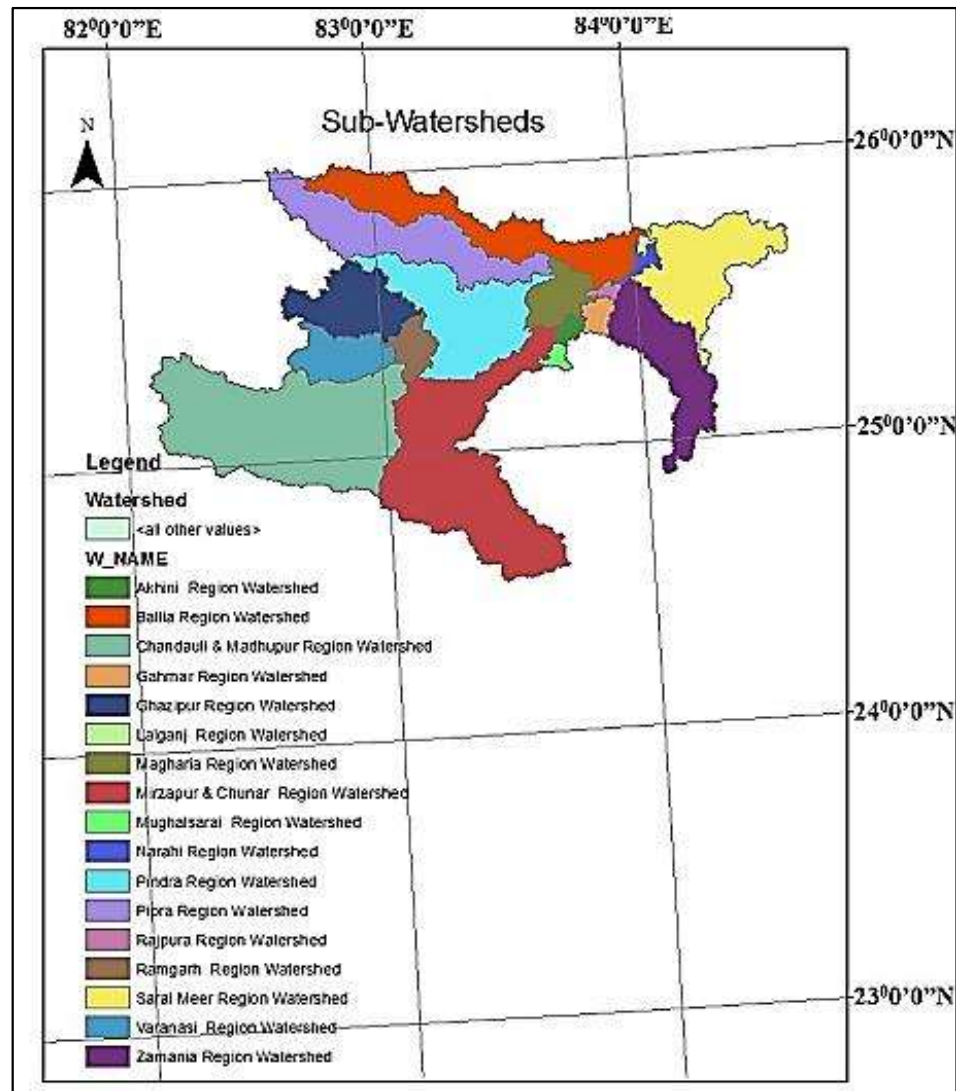 82⁰0’0”E 83⁰0’0”E 84⁰0’0”E
Sub-Watersheds
N
26⁰0’0”N
25⁰0’0”N
Legend
Watershed
<all other values>
W_NAME
Akhini Region Watershed
Ballia Region Watershed
Chandauli & Madhupur Region Watershed
Gahmar Region Watershed
Ghazipur Region Watershed
Lalganj Region Watershed
24⁰0’0”N
Magharia Region Watershed
Mirzapur & Chunar Region Watershed
Mughalsarai Region Watershed
Narahi Region Watershed
Pindra Region Watershed
Pipra Region Watershed
Rajpura Region Watershed
Ramgarh Region Watershed
Sarai Meer Region Watershed
23⁰0’0”N
Varanasi Region Watershed
Zamania Region Watershed